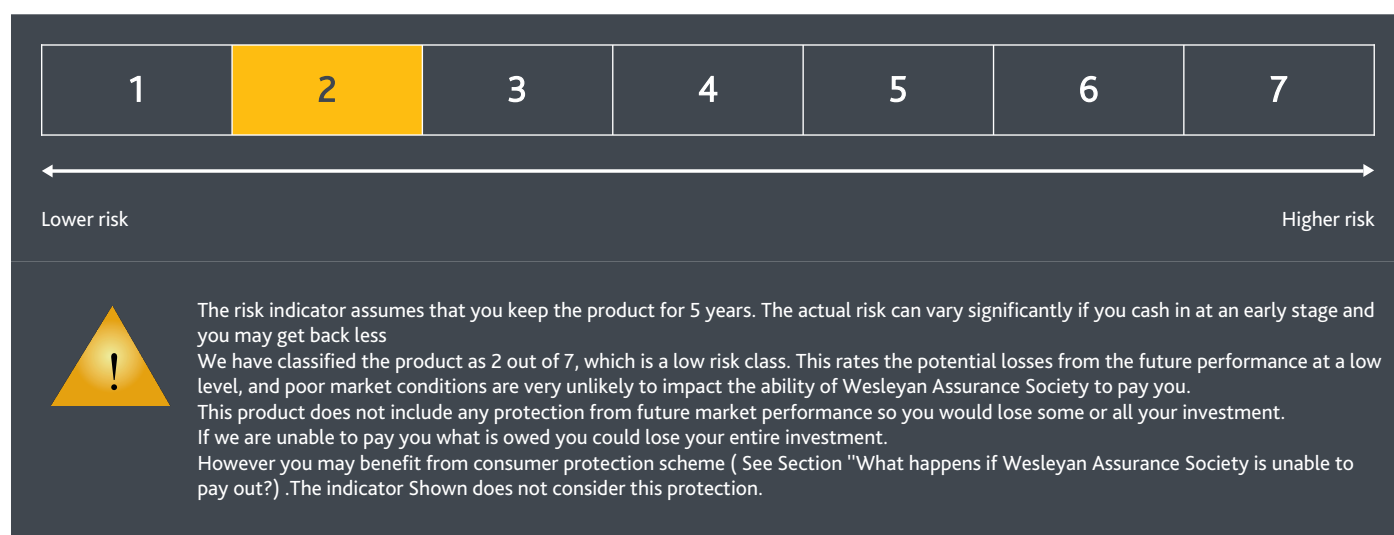 1 2 3 4 5 6 7
Lower risk Higher risk
!
The risk indicator assumes that you keep the product for 5 years. The actual risk can vary significantly if you cash in at an early stage and
you may get back less
We have classified the product as 2 out of 7, which is a low risk class. This rates the potential losses from the future performance at a low
level, and poor market conditions are very unlikely to impact the ability of Wesleyan Assurance Society to pay you.
This product does not include any protection from future market performance so you would lose some or all your investment.
If we are unable to pay you what is owed you could lose your entire investment.
However you may benefit from consumer protection scheme ( See Section "What happens if Wesleyan Assurance Society is unable to
pay out?) .The indicator Shown does not consider this protection.